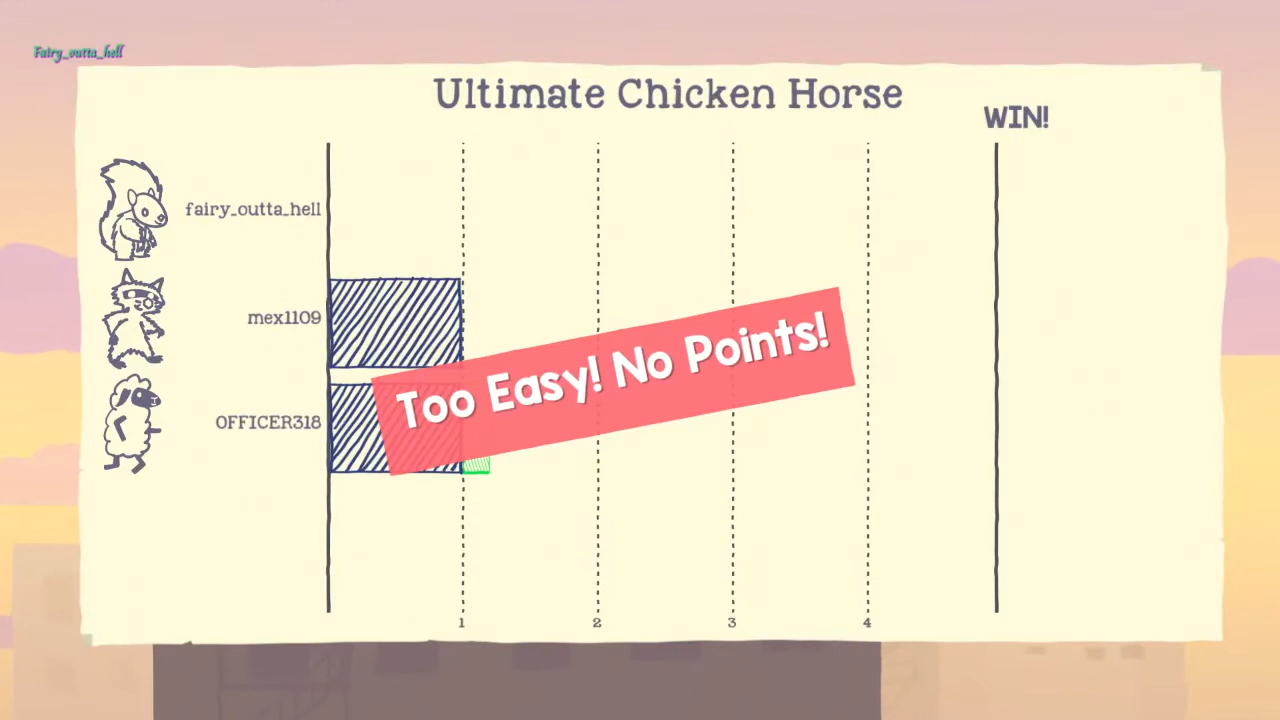 Fairy_outta_hell
Ultimate Chicken Horse
WIN!
fairy_outta_hell
mex1109
OFFICER318
Too Easy! No Points!
1 2 3 4